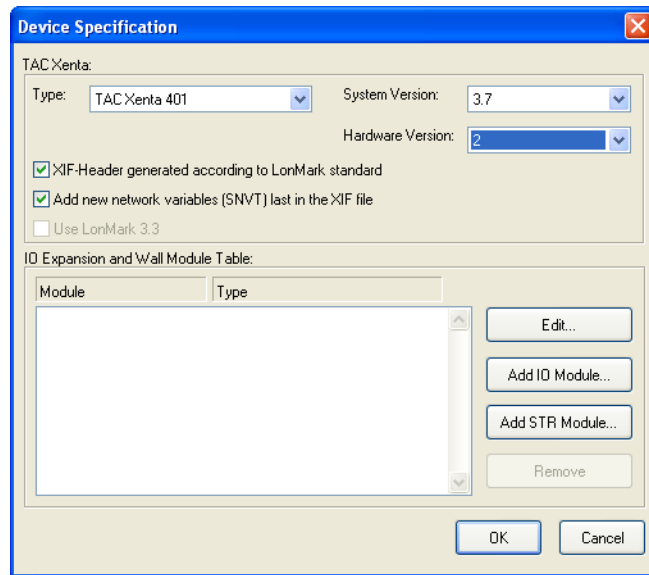 Device Specification
TAC Xenta:
Type: TAC Xenta 401 System Version: 3.7
Hardware Version: 2
XIF-Header generated according to LonMark standard
Add new network variables (SNVT) last in the XIF file
Use LonMark 3.3
IO Expansion and Wall Module Table:
Module Type
Edit...
Add IO Module...
Add STR Module...
Remove
OK Cancel